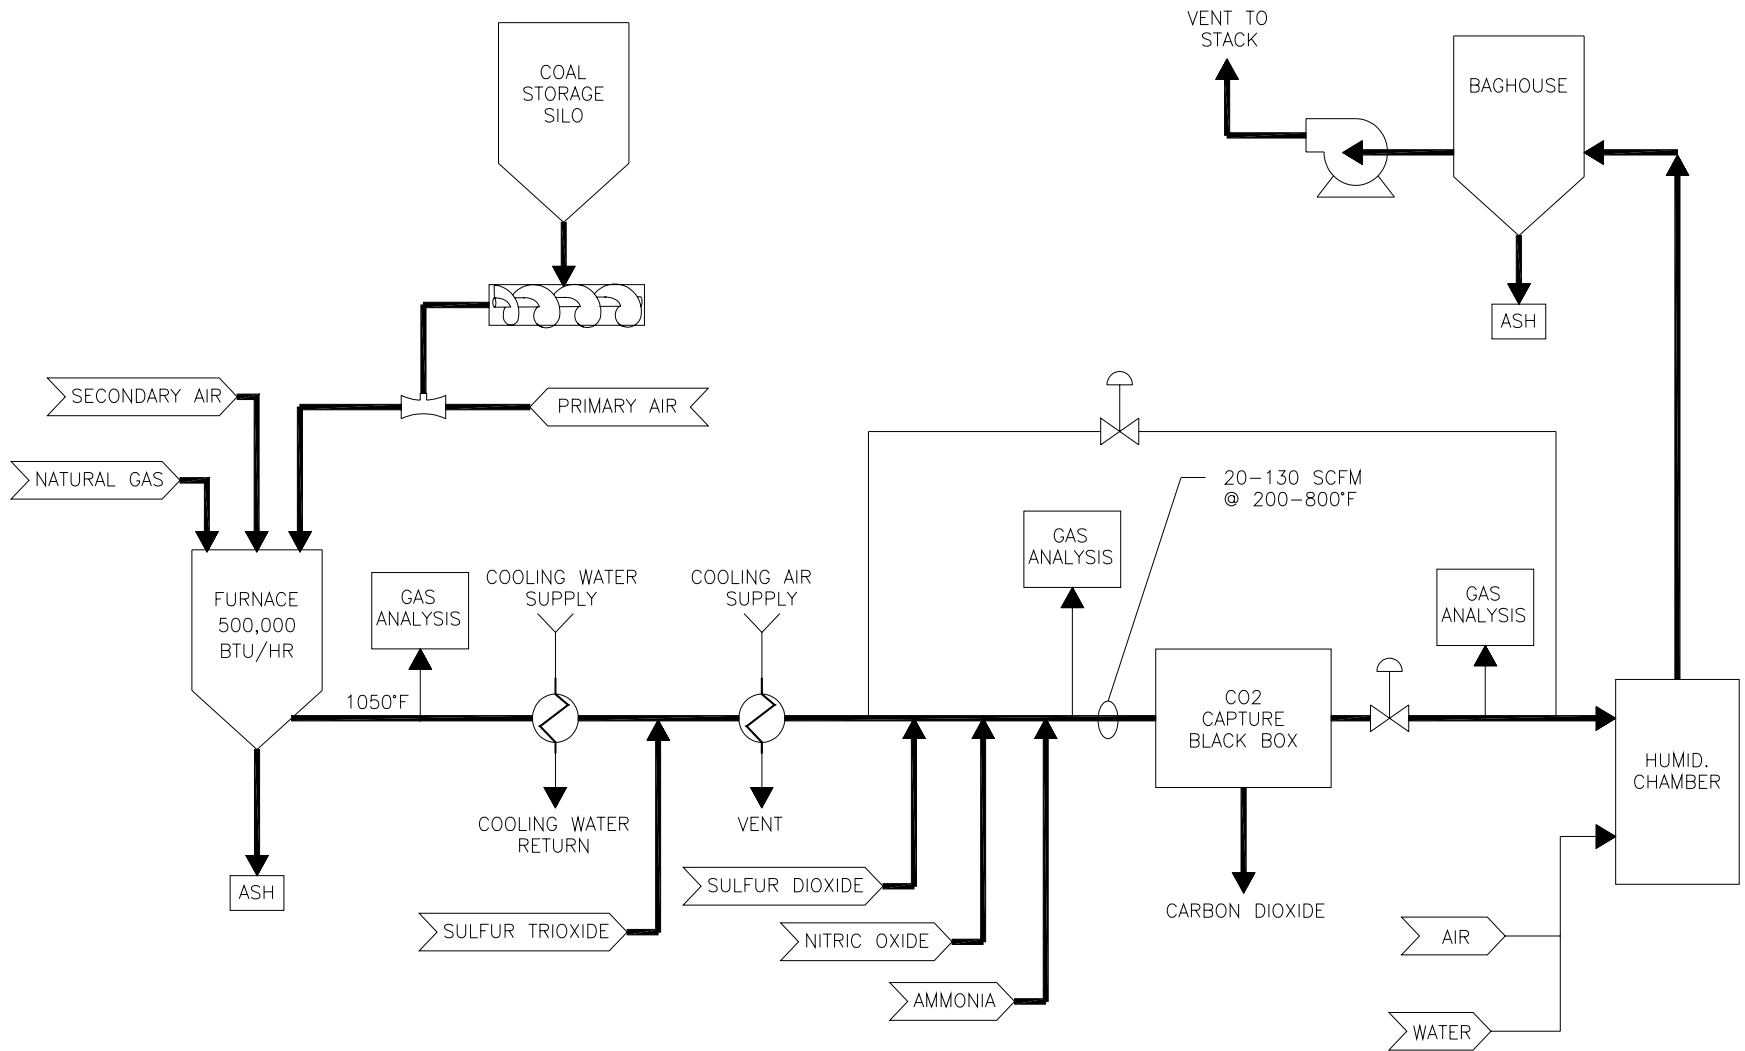 VENT TO
STACK
COAL
STORAGE
SILO
BAGHOUSE
ASH
SECONDARY AIR
PRIMARY AIR
NATURAL GAS
20-130 SCFM
@ 200-800°F
GAS
ANALYSIS
COOLING WATER
SUPPLY
COOLING AIR
SUPPLY
FURNACE
500,000
BTU/HR
GAS
ANALYSIS
GAS
ANALYSIS
1050°F
CO2
CAPTURE
BLACK BOX
HUMID.
CHAMBER
COOLING WATER
RETURN
VENT
ASH
SULFUR DIOXIDE
CARBON DIOXIDE
SULFUR TRIOXIDE
NITRIC OXIDE
AIR
AMMONIA
WATER